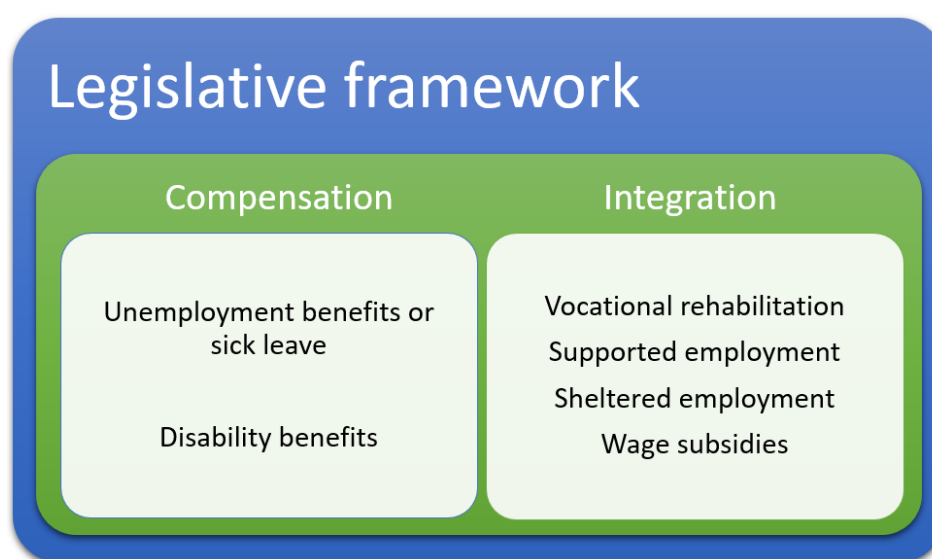 Legislative framework
Compensation
Integration
Unemployment benefits or
sick leave
Disability benefits
Vocational rehabilitation
Supported employment
Sheltered employment
Wage subsidies